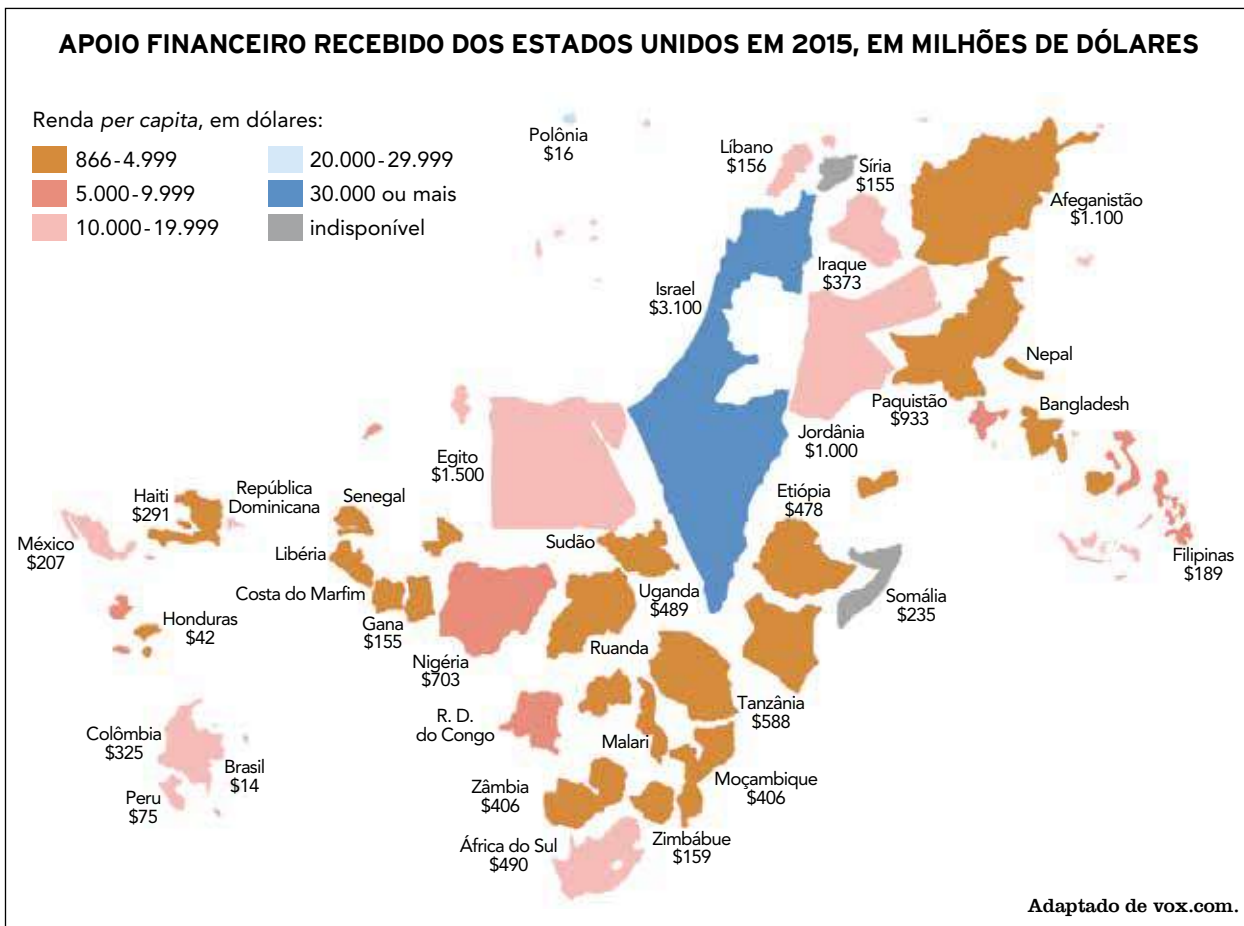 APOIO FINANCEIRO RECEBIDO DOS ESTADOS UNIDOS EM 2015, EM MILHÕES DE DÓLARES
Renda per capita, em dólares:
866-4.999
5.000-9.999
10.000-19.999
20.000-29.999
30.000 ou mais
indisponível
Polônia
$16
Líbano
$156
Síria
$155
Afeganistão
$1.100
Iraque
$373
Israel
$3.100
Nepal
Paquistão
$933
Bangladesh
Jordânia
$1.000
Egito
$1.500
Etiópia
$478
Haiti
$291
República
Dominicana
Senegal
México
$207
Sudão
Filipinas
$189
Libéria
Costa do Marfim
Uganda
$489
Somália
$235
Honduras
$42
Gana
$155
Nigéria
$703
Ruanda
Tanzânia
$588
R. D.
do Congo
Malari
Colômbia
$325
Brasil
$14
Peru
$75
Zâmbia
$406
Moçambique
$406
Zimbábue
$159
África do Sul
$490
Adaptado de vox.com.